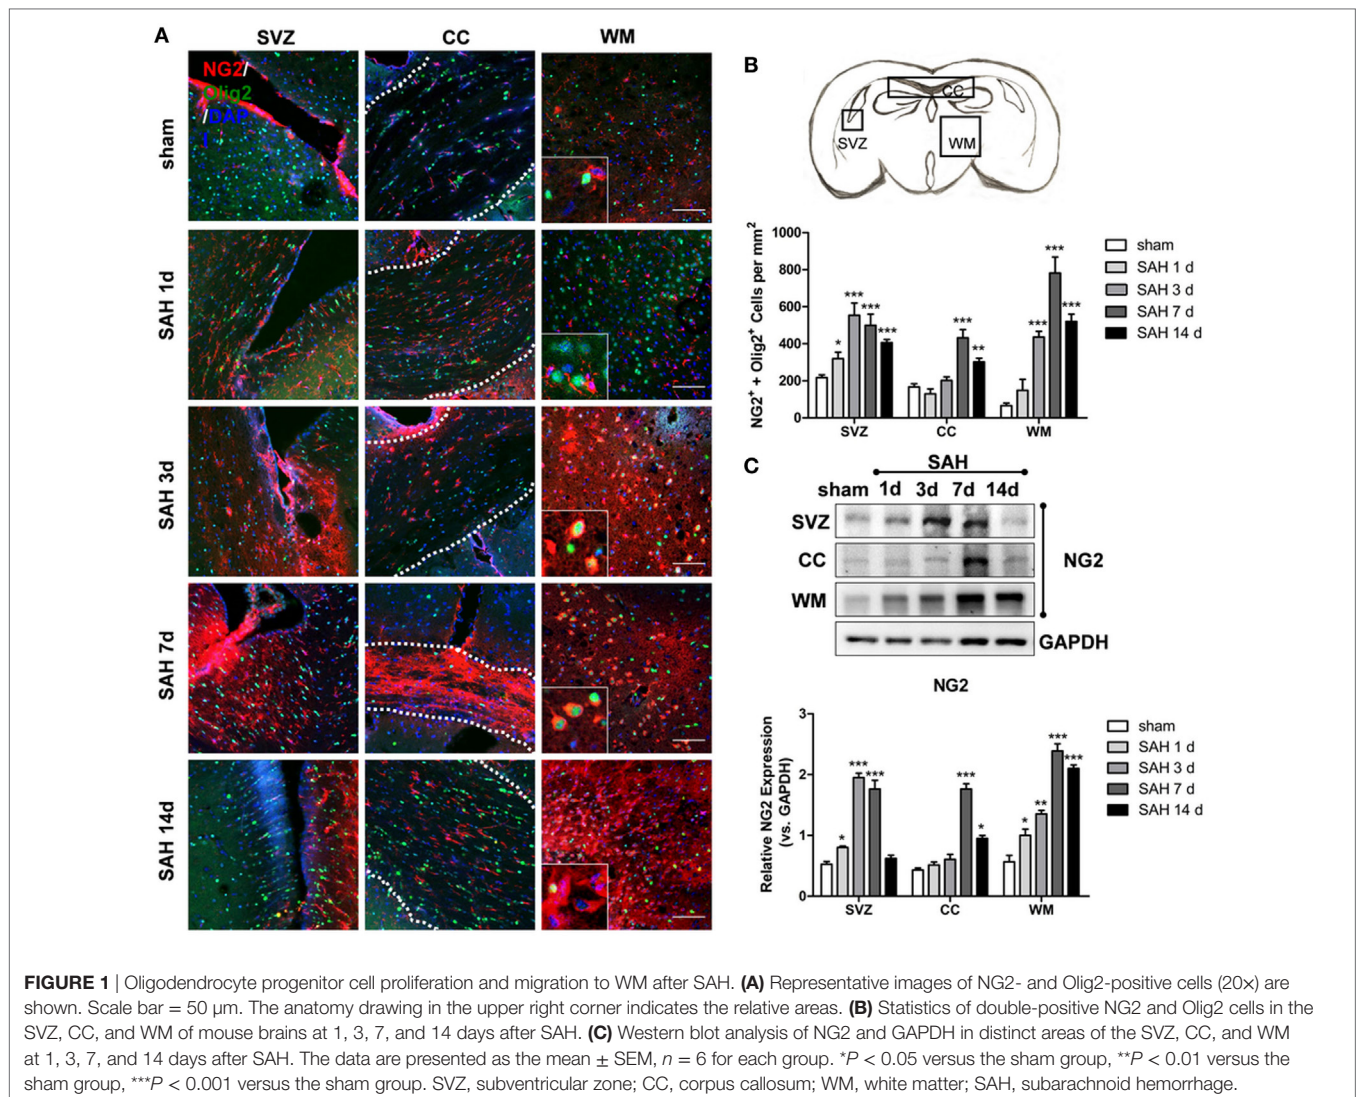 A
SVZ
CC
WM
NG2/
Olig2
/DAP
I
sham
SAH 1d
SAH 3d
SAH 7d
SAH 14d
B
CC
SVZ
WM
NG2⁺ + Olig2⁺ Cells per mm²
1000
800
600
400
200
0
*
***
***
***
***
**
***
***
***
SVZ
CC
WM
sham
SAH 1 d
SAH 3 d
SAH 7 d
SAH 14 d
C
SAH
sham 1d 3d 7d 14d
SVZ
CC
WM
NG2
GAPDH
NG2
Relative NG2 Expression
(vs. GAPDH)
3
2
1
0
*
***
***
***
*
*
**
***
***
SVZ
CC
WM
sham
SAH 1 d
SAH 3 d
SAH 7 d
SAH 14 d
FIGURE 1 | Oligodendrocyte progenitor cell proliferation and migration to WM after SAH. (A) Representative images of NG2- and Olig2-positive cells (20×) are
shown. Scale bar = 50 µm. The anatomy drawing in the upper right corner indicates the relative areas. (B) Statistics of double-positive NG2 and Olig2 cells in the
SVZ, CC, and WM of mouse brains at 1, 3, 7, and 14 days after SAH. (C) Western blot analysis of NG2 and GAPDH in distinct areas of the SVZ, CC, and WM
at 1, 3, 7, and 14 days after SAH. The data are presented as the mean ± SEM, n = 6 for each group. *P < 0.05 versus the sham group, **P < 0.01 versus the
sham group, ***P < 0.001 versus the sham group. SVZ, subventricular zone; CC, corpus callosum; WM, white matter; SAH, subarachnoid hemorrhage.